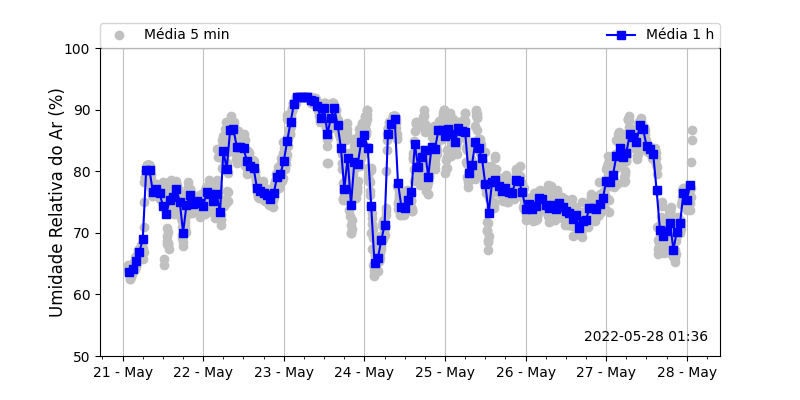 Média 5 min
Média 1 h
Umidade Relativa do Ar (%)
100
90
80
70
60
50
2022-05-28 01:36
21 - May
22 - May
23 - May
24 - May
25 - May
26 - May
27 - May
28 - May